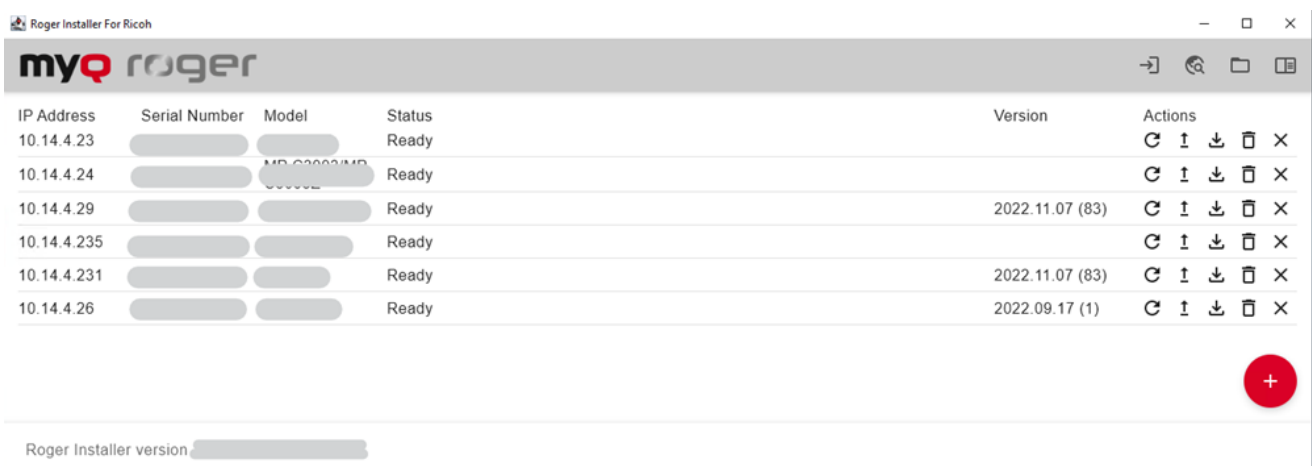 Roger Installer For Ricoh
myQ roger
IP Address Serial Number Model Status Version Actions
10.14.4.23 Ready
10.14.4.24 Ready
10.14.4.29 Ready 2022.11.07 (83)
10.14.4.235 Ready
10.14.4.231 Ready 2022.11.07 (83)
10.14.4.26 Ready 2022.09.17 (1)
Roger Installer version